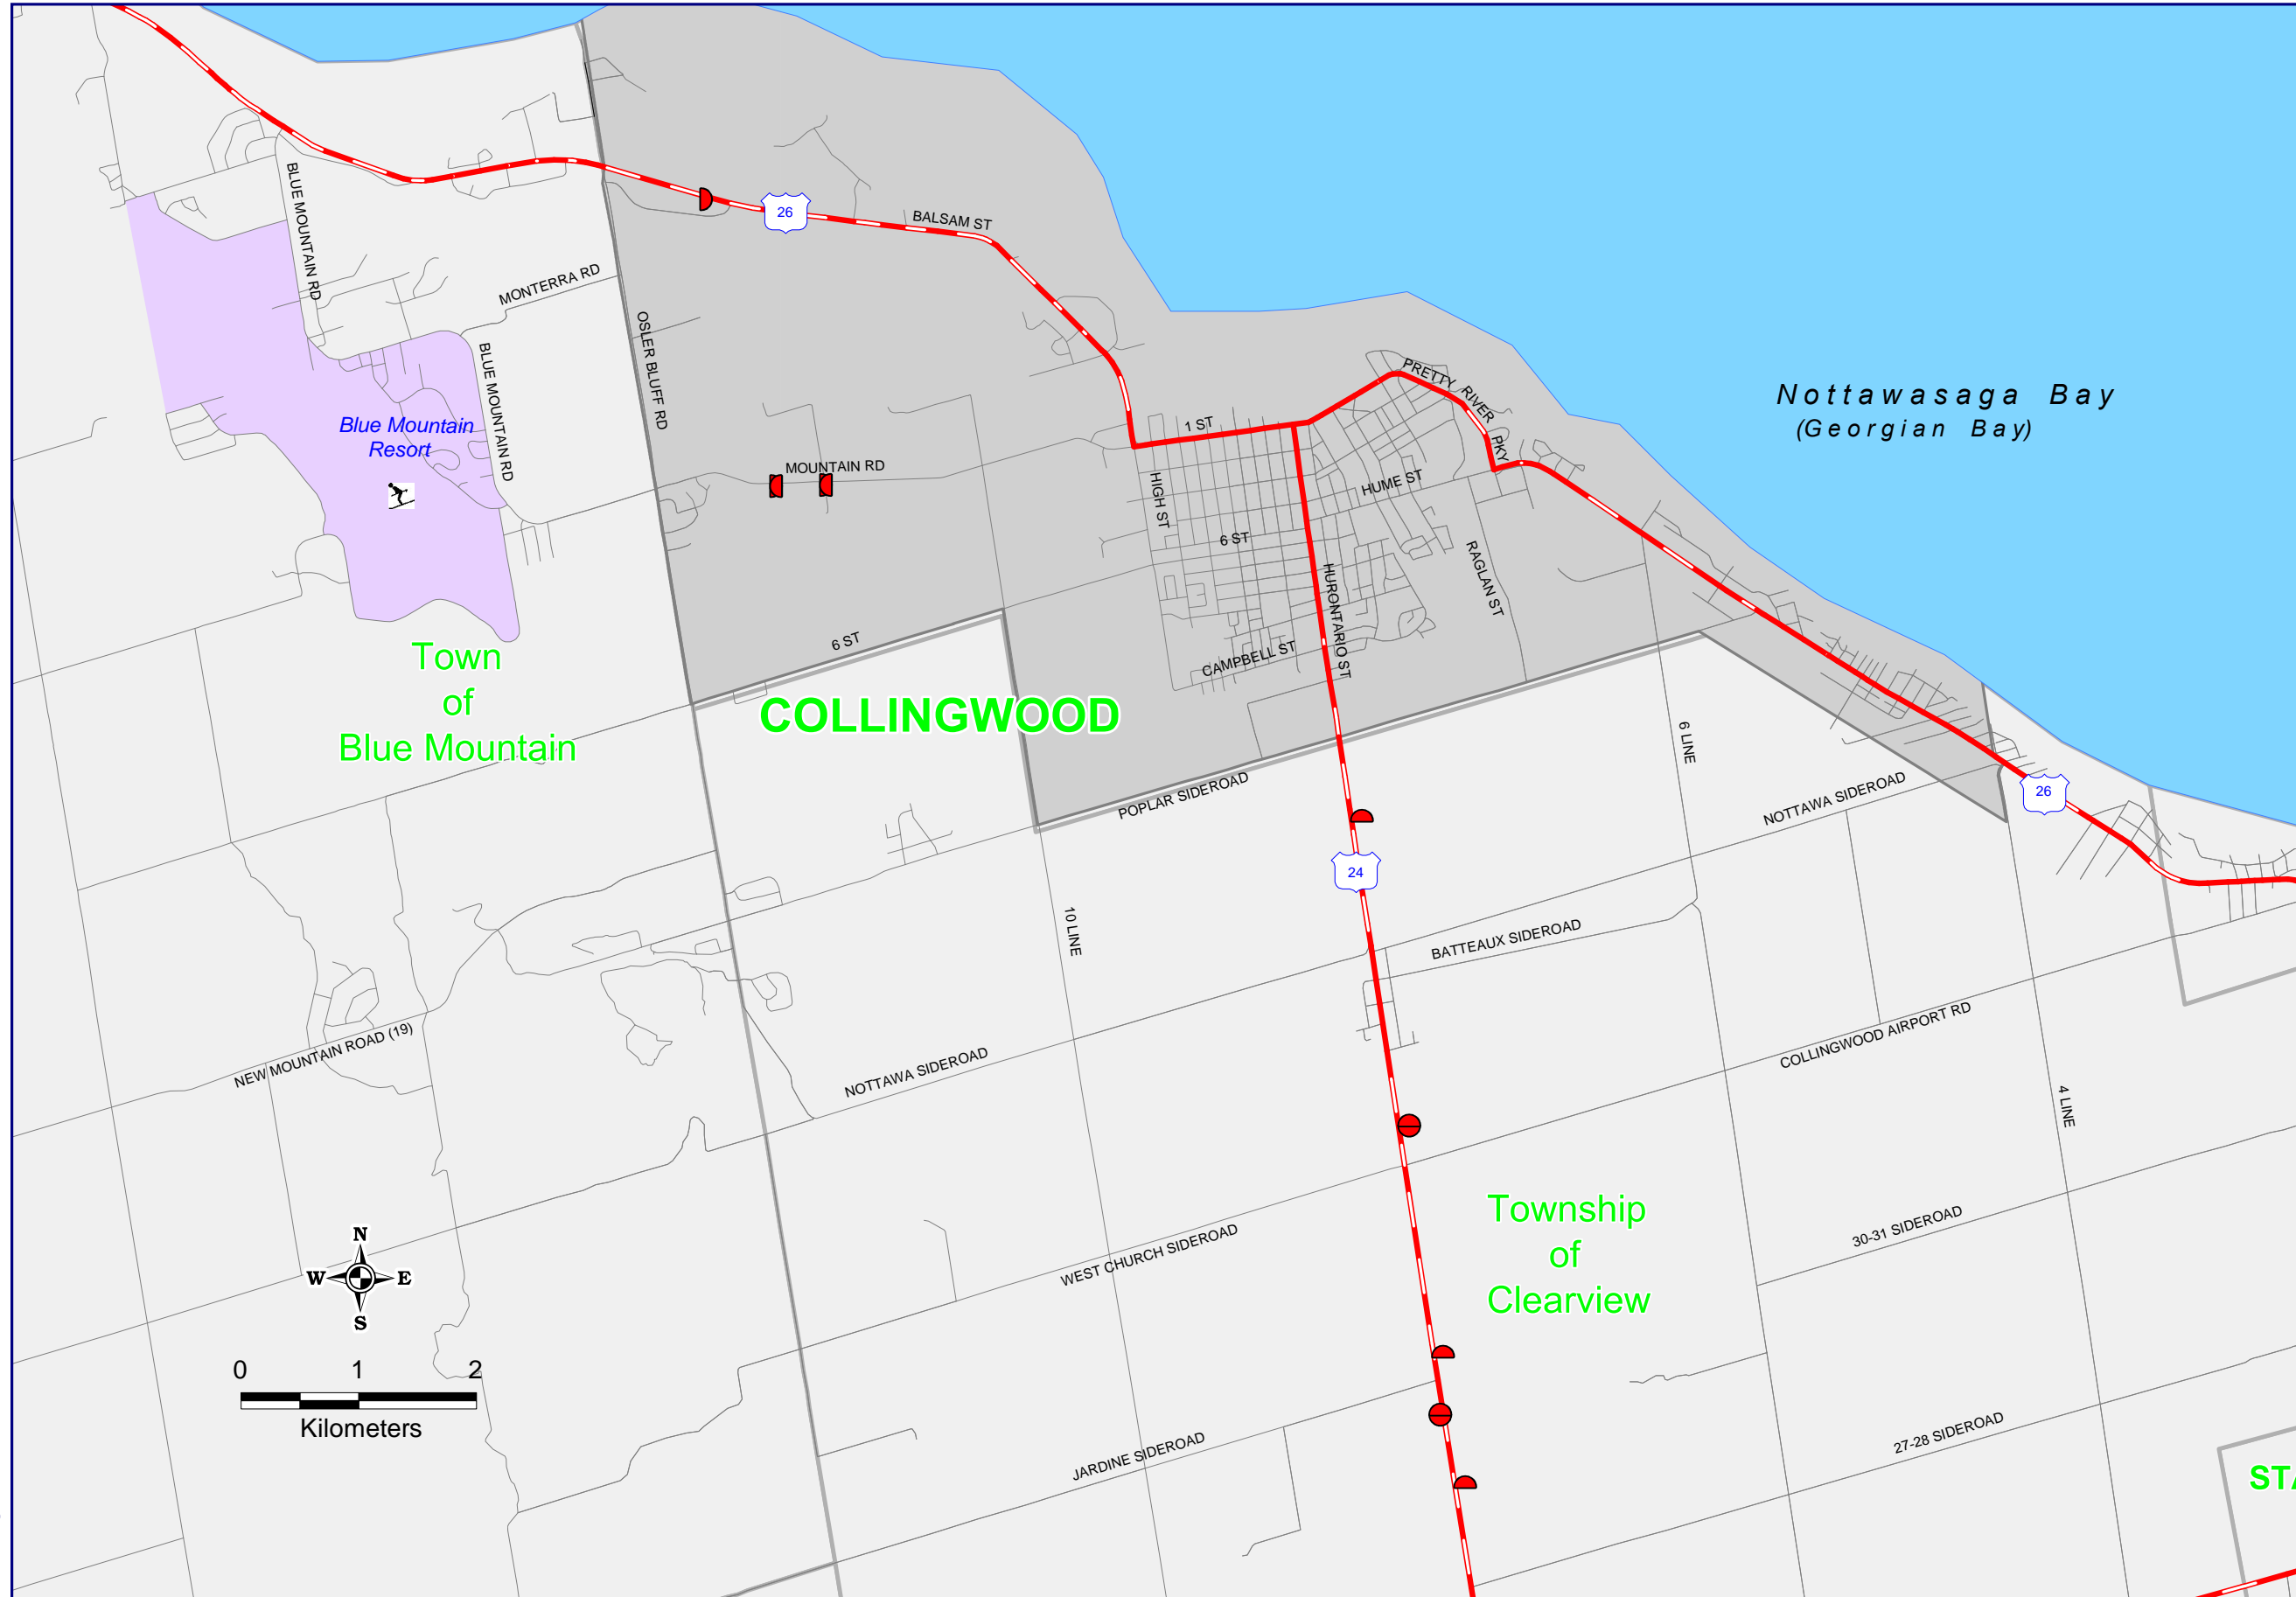 BLUE MOUNTAIN RD
26
BALSAM ST
MONTERRA RD
OSLER BLUFF RD
BLUE MOUNTAIN RD
Blue Mountain
Resort
MOUNTAIN RD
1 ST
PRETTY RIVER PKY
Nottawasaga Bay
(Georgian Bay)
HIGH ST
HUME ST
6 ST
RAGLAN ST
HURONTARIO ST
CAMPBELL ST
6 ST
Town
of
Blue Mountain
COLLINGWOOD
POPLAR SIDEROAD
6 LINE
NOTTAWA SIDEROAD
26
24
10 LINE
BATTEAUX SIDEROAD
NEW MOUNTAIN ROAD (19)
NOTTAWA SIDEROAD
COLLINGWOOD AIRPORT RD
4 LINE
Township
of
Clearview
WEST CHURCH SIDEROAD
30-31 SIDEROAD
N
W E
S
0 1 2
Kilometers
JARDINE SIDEROAD
27-28 SIDEROAD
STA